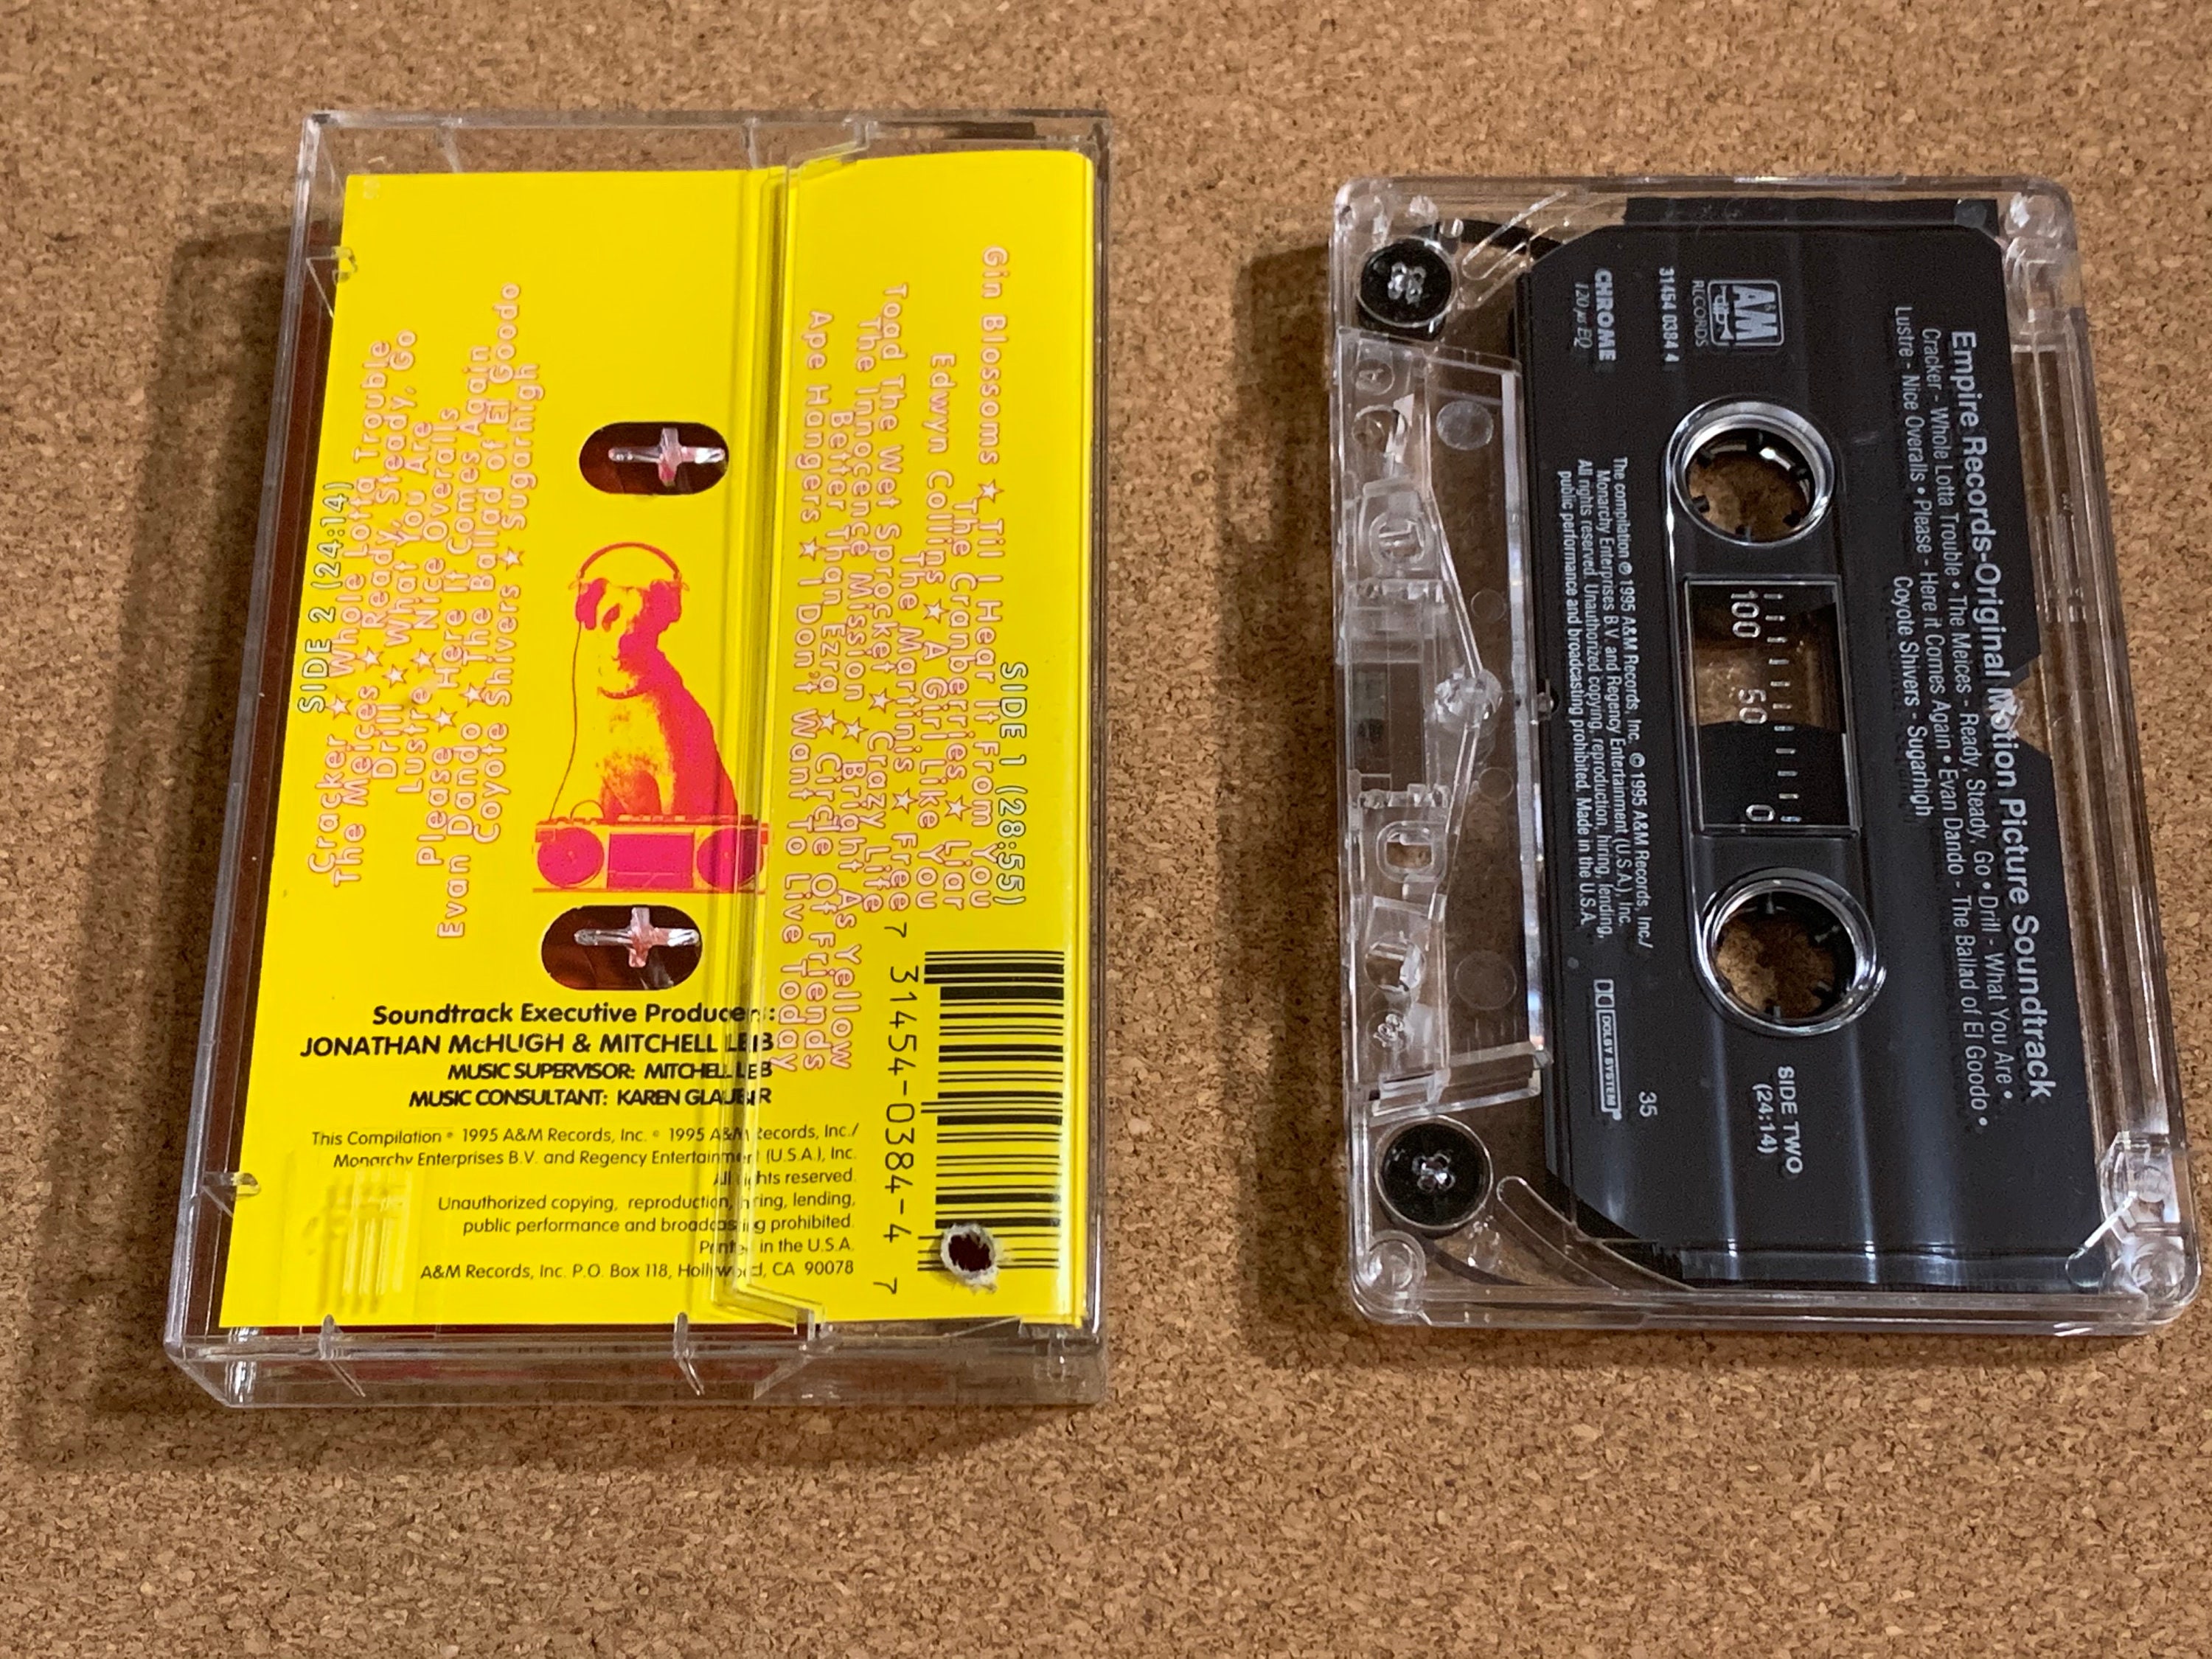 SIDE 1 (28:55)
Gin Blossoms ★ Til I Hear It From You
The Cranberries ★ Liar
Edwyn Collins ★ A Girl Like You
The Martinis ★ Free
Toad The Wet Sprocket ★ Crazy Life
The Innocence Mission ★ Bright As Yellow
Better Than Ezra ★ Circle Of Friends
Ape Hangers ★ I Don't Want To Live Today
SIDE 2 (24:14)
Cracker ★ Whole Lotta Trouble
The Meices ★ Ready, Steady, Go
Drill ★ What You Are
Lustre ★ Nice Overalls
Please ★ Here It Comes Again
Evan Dando ★ The Ballad of El Goodo
Coyote Shivers ★ Sugarhigh
Soundtrack Executive Producers:
JONATHAN McHUGH & MITCHELL LEIB
MUSIC SUPERVISOR: MITCHELL LEIB
MUSIC CONSULTANT: KAREN GLAUBER
This Compilation ℗ 1995 A&M Records, Inc. © 1995 A&M Records, Inc./
Monarchy Enterprises B.V. and Regency Entertainment (U.S.A.), Inc.
All rights reserved.
Unauthorized copying, reproduction, hiring, lending,
public performance and broadcasting prohibited.
Printed in the U.S.A.
A&M Records, Inc. P.O. Box 118, Hollywood, CA 90078
7 31454-0384-4 7
Empire Records-Original Motion Picture Soundtrack
Cracker - Whole Lotta Trouble • The Meices - Ready, Steady, Go • Drill - What You Are •
Lustre - Nice Overalls • Please - Here it Comes Again • Evan Dando - The Ballad of El Goodo •
Coyote Shivers - Sugarhigh
A&M
RECORDS
31454 0384 4
CHROME
120 µs EQ
100 50 0
SIDE TWO
(24:14)
35
The compilation ℗ 1995 A&M Records, Inc. © 1995 A&M Records, Inc./
Monarchy Enterprises B.V. and Regency Entertainment (U.S.A.), Inc.
All rights reserved. Unauthorized copying, reproduction, hiring, lending,
public performance and broadcasting prohibited. Made in the U.S.A.
DOLBY SYSTEM